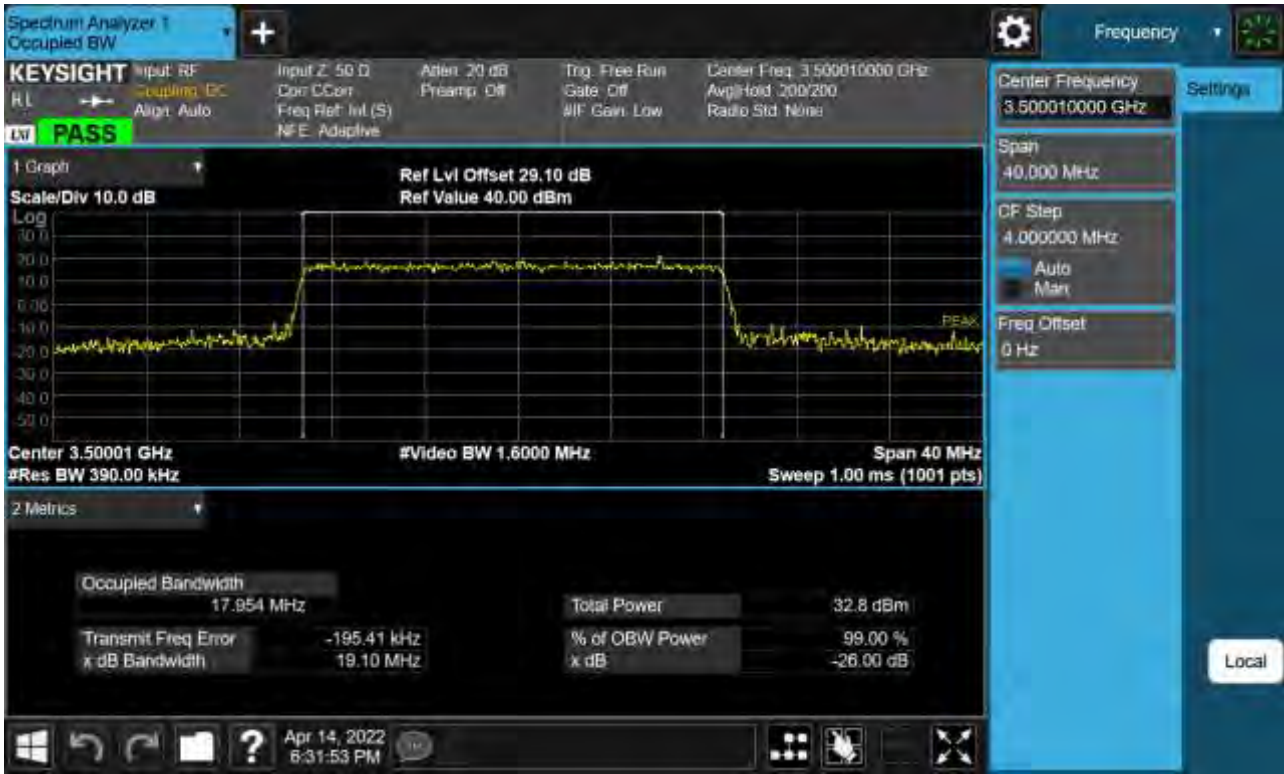 Spectrum Analyzer 1
Occupied BW
+
Frequency
KEYSIGHT
RL
PASS
Input: RF
Coupling: DC
Align: Auto
Input Z: 50 Ω
Corr CCorr
Freq Ref: Int (S)
NFE: Adaptive
Atten: 20 dB
Preamp: Off
Trig: Free Run
Gate: Off
#IF Gain: Low
Center Freq: 3.500010000 GHz
Avg|Hold: 200/200
Radio Std: None
1 Graph
Scale/Div 10.0 dB
Ref Lvl Offset 29.10 dB
Ref Value 40.00 dBm
Log
30.0
20.0
10.0
0.00
-10.0
-20.0
-30.0
-40.0
-50.0
PEAK
Center 3.50001 GHz
#Video BW 1.6000 MHz
Span 40 MHz
#Res BW 390.00 kHz
Sweep 1.00 ms (1001 pts)
2 Metrics
Occupied Bandwidth
17.954 MHz
Total Power 32.8 dBm
Transmit Freq Error -195.41 kHz
% of OBW Power 99.00 %
x dB Bandwidth 19.10 MHz
x dB -26.00 dB
Center Frequency
3.500010000 GHz
Settings
Span
40.000 MHz
CF Step
4.000000 MHz
Auto
Man
Freq Offset
0 Hz
Local
?
Apr 14, 2022
6:31:53 PM